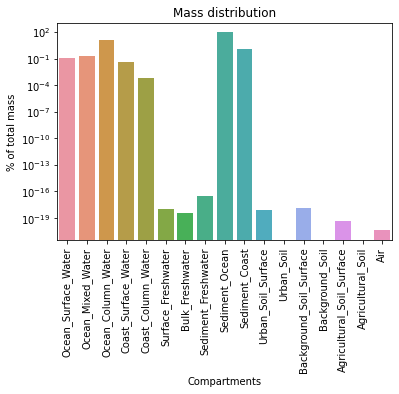 Mass distribution
% of total mass
10²
10⁻¹
10⁻⁴
10⁻⁷
10⁻¹⁰
10⁻¹³
10⁻¹⁶
10⁻¹⁹
Ocean_Surface_Water
Ocean_Mixed_Water
Ocean_Column_Water
Coast_Surface_Water
Coast_Column_Water
Surface_Freshwater
Bulk_Freshwater
Sediment_Freshwater
Sediment_Ocean
Sediment_Coast
Urban_Soil_Surface
Urban_Soil
Background_Soil_Surface
Background_Soil
Agricultural_Soil_Surface
Agricultural_Soil
Air
Compartments